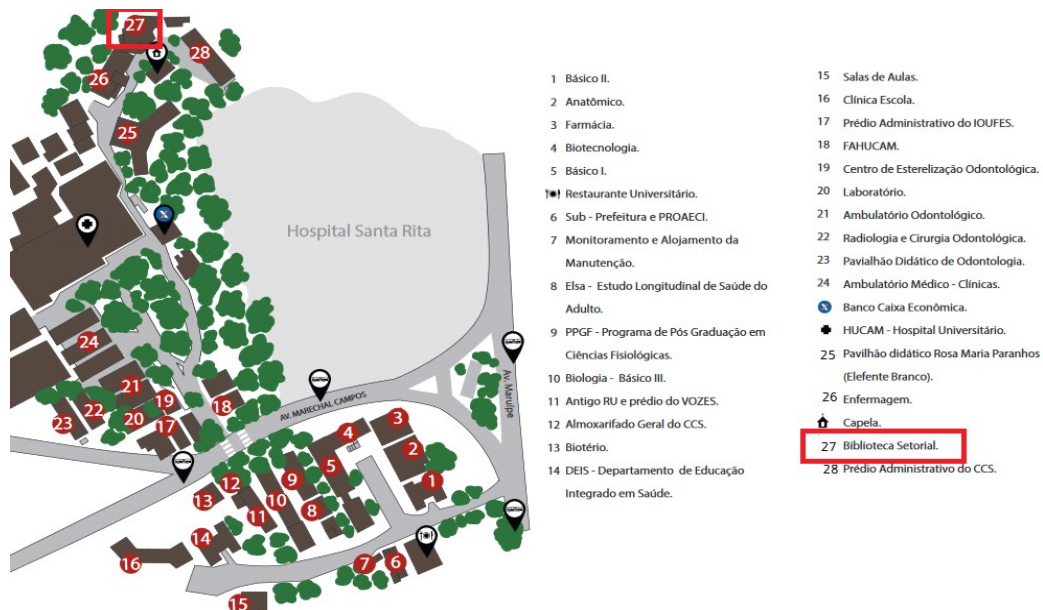 27
28
26
25
Hospital Santa Rita
24
21
22
19
18
23
20
17
AV. MARECHAL CAMPOS
Av. Maruípe
3
4
2
5
9
12
10
1
13
8
11
14
16
7
6
15
1 Básico II.
2 Anatômico.
3 Farmácia.
4 Biotecnologia.
5 Básico I.
Restaurante Universitário.
6 Sub - Prefeitura e PROAECI.
7 Monitoramento e Alojamento da
Manutenção.
8 Elsa - Estudo Longitudinal de Saúde do
Adulto.
9 PPGF - Programa de Pós Graduação em
Ciências Fisiológicas.
10 Biologia - Básico III.
11 Antigo RU e prédio do VOZES.
12 Almoxarifado Geral do CCS.
13 Biotério.
14 DEIS - Departamento de Educação
Integrado em Saúde.
15 Salas de Aulas.
16 Clínica Escola.
17 Prédio Administrativo do IOUFES.
18 FAHUCAM.
19 Centro de Esterelização Odontológica.
20 Laboratório.
21 Ambulatório Odontológico.
22 Radiologia e Cirurgia Odontológica.
23 Pavialhão Didático de Odontologia.
24 Ambulatório Médico - Clínicas.
Banco Caixa Econômica.
HUCAM - Hospital Universitário.
25 Pavilhão didático Rosa Maria Paranhos
(Elefente Branco).
26 Enfermagem.
Capela.
27 Biblioteca Setorial.
28 Prédio Administrativo do CCS.